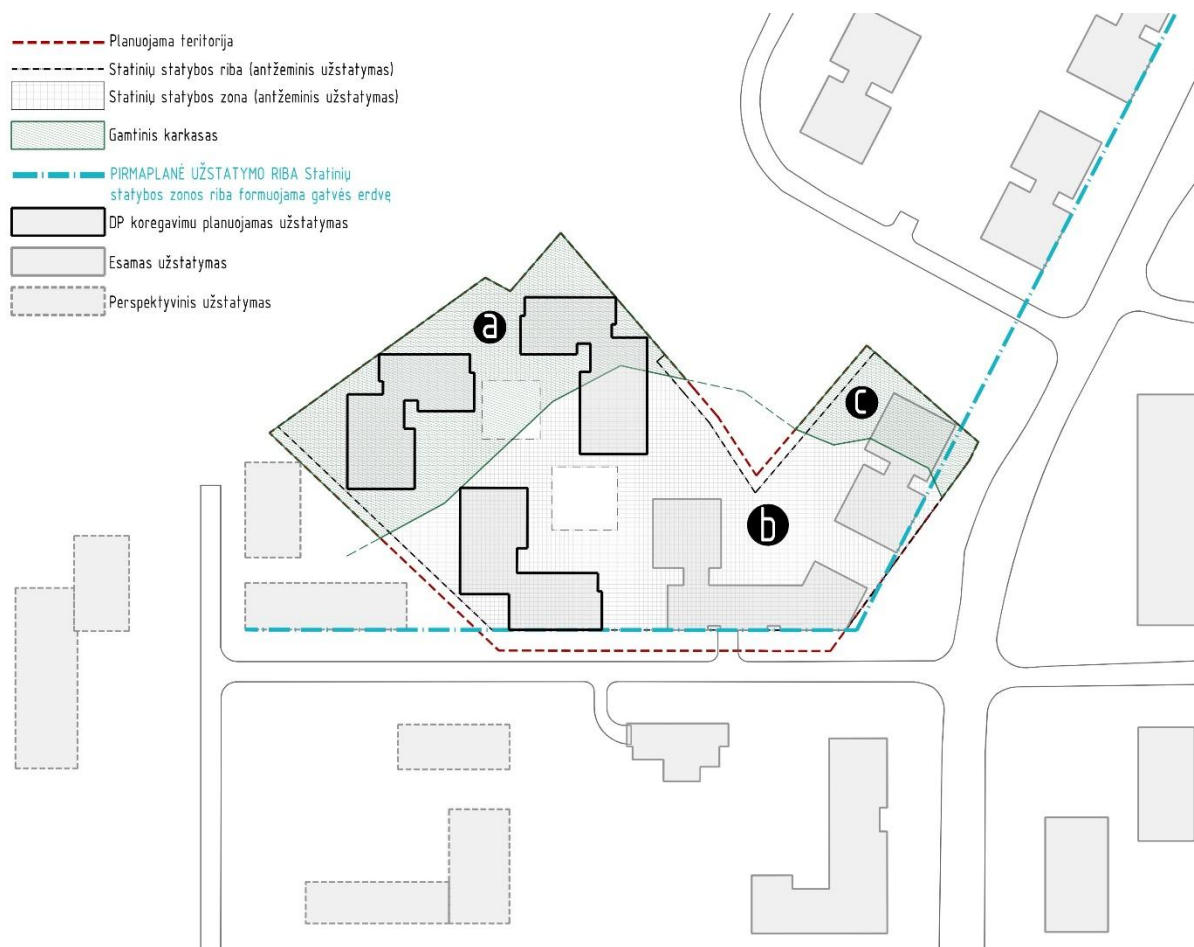 Planuojama teritorija
Statinių statybos riba (antžeminis užstatymas)
Statinių statybos zona (antžeminis užstatymas)
Gamtinis karkasas
PIRMAPLANĖ UŽSTATYMO RIBA Statinių
statybos zonos riba formuojama gatvės erdvę
DP koregavimu planuojamas užstatymas
Esamas užstatymas
Perspektyvinis užstatymas
a
c
b